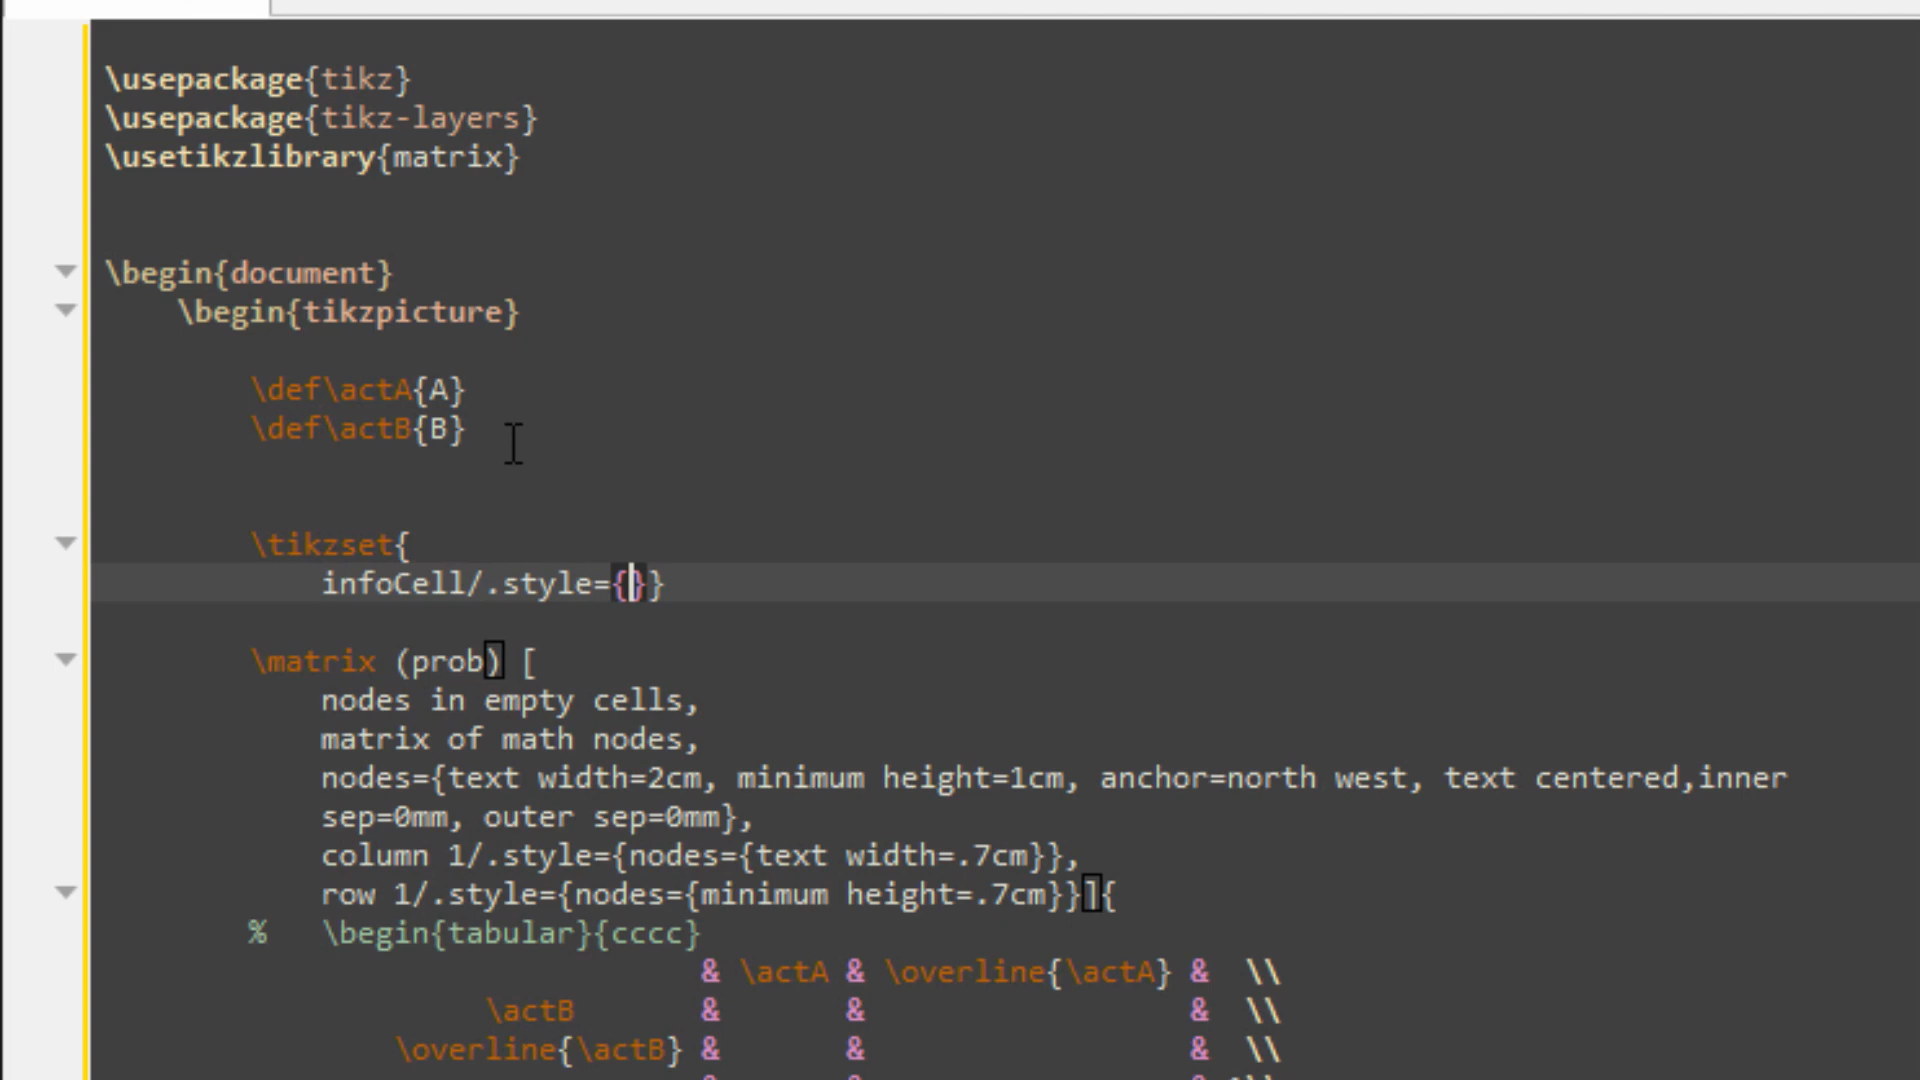 \usepackage{tikz}
\usepackage{tikz-layers}
\usetikzlibrary{matrix}
\begin{document}
\begin{tikzpicture}
\def\actA{A}
\def\actB{B}
\tikzset{
infoCell/.style={}}
\matrix (prob) [
nodes in empty cells,
matrix of math nodes,
nodes={text width=2cm, minimum height=1cm, anchor=north west, text centered,inner
sep=0mm, outer sep=0mm},
column 1/.style={nodes={text width=.7cm}},
row 1/.style={nodes={minimum height=.7cm}}]{
% \begin{tabular}{cccc}
& \actA & \overline{\actA} & \\
\actB & & & \\
\overline{\actB} & & & \\